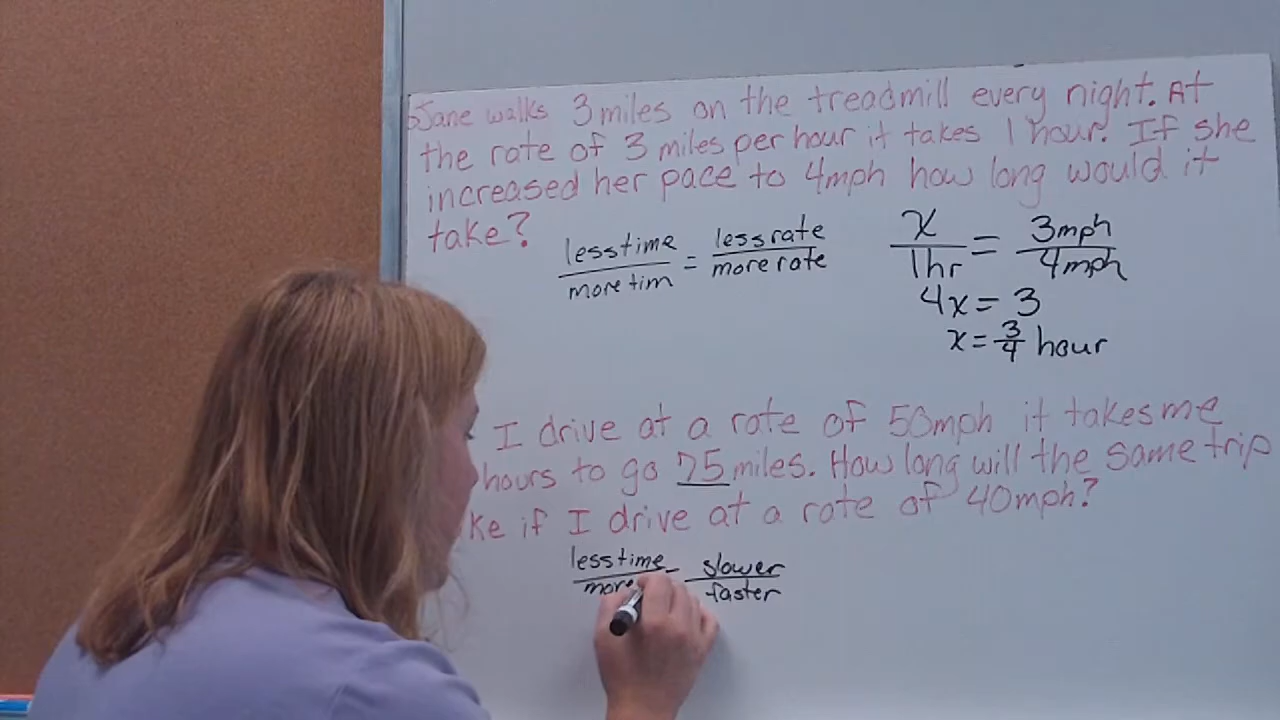 Jane walks 3 miles on the treadmill every night. At
the rate of 3 miles per hour it takes 1 hour. If she
increased her pace to 4mph how long would it
take?
less time
more tim
=
less rate
more rate
x
1hr
=
3mph
4mph
4x = 3
x = 3/4 hour
I drive at a rate of 50mph it takes me
hours to go 75 miles. How long will the same trip
ke if I drive at a rate of 40mph?
less time
more
slower
faster